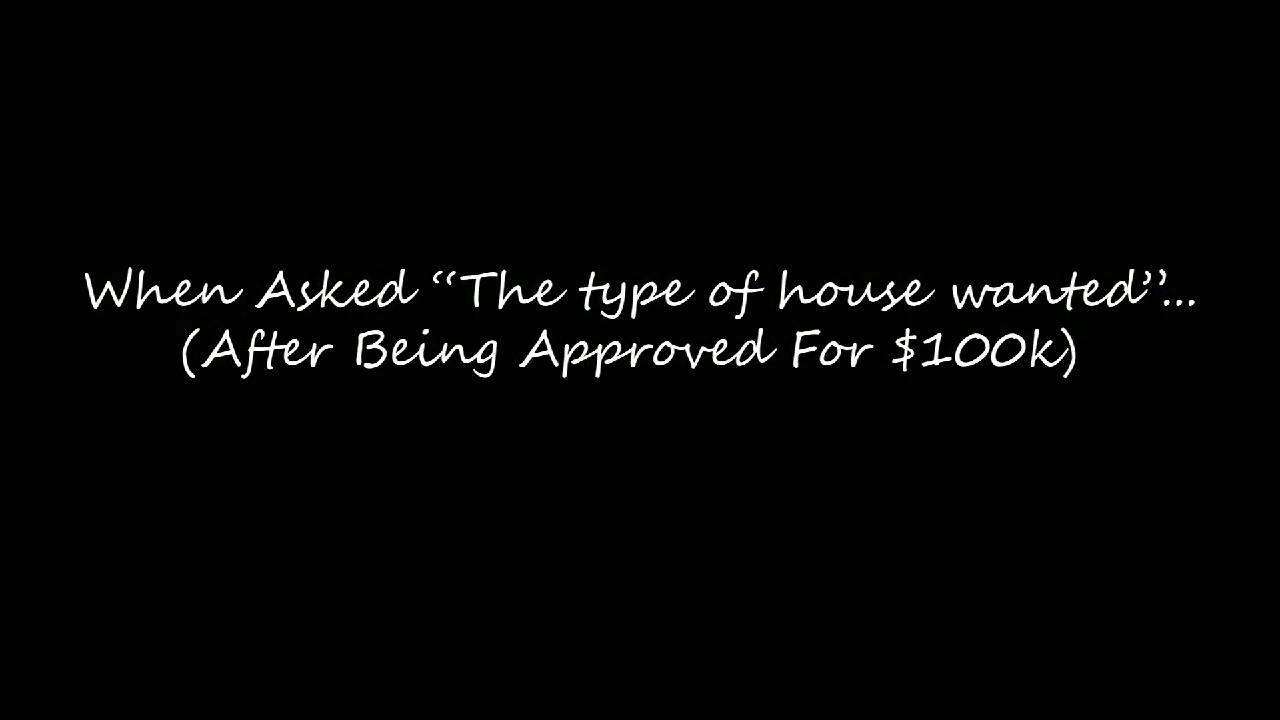 When Asked “The type of house wanted”...
(After Being Approved For $100k)